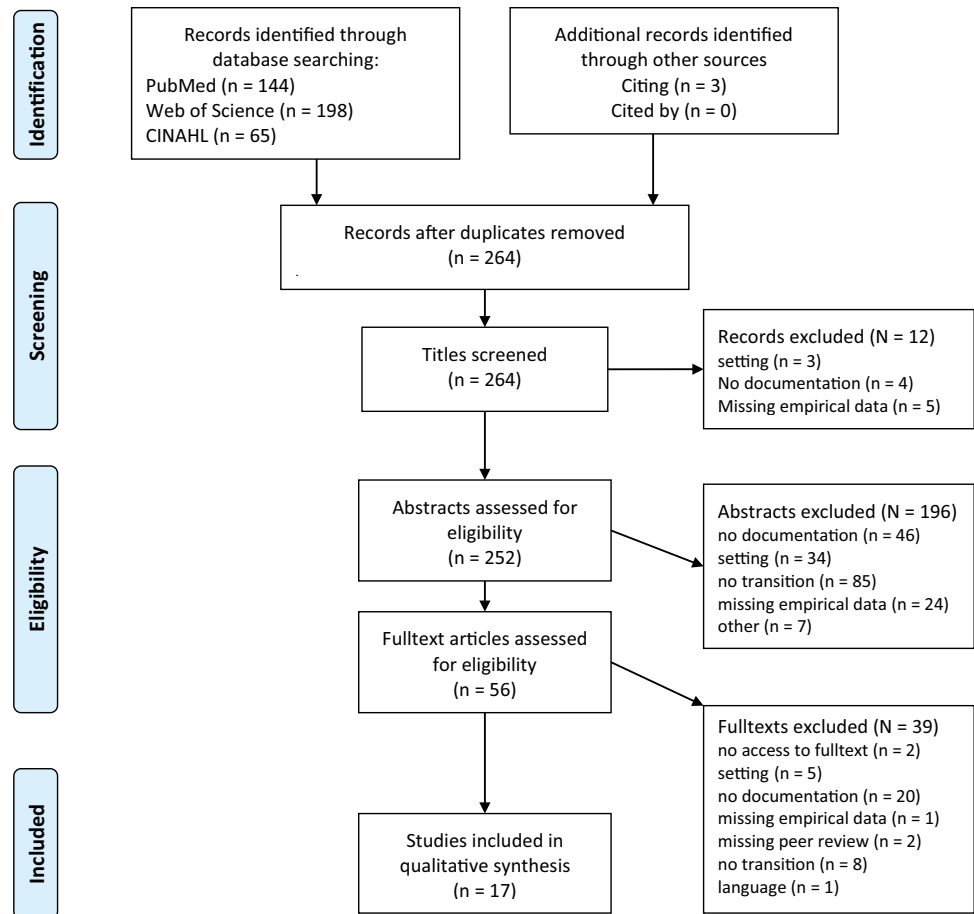 Identification
Records identified through
database searching:
PubMed (n = 144)
Web of Science (n = 198)
CINAHL (n = 65)
Additional records identified
through other sources
Citing (n = 3)
Cited by (n = 0)
Screening
Records after duplicates removed
(n = 264)
.
Titles screened
(n = 264)
Records excluded (N = 12)
setting (n = 3)
No documentation (n = 4)
Missing empirical data (n = 5)
Eligibility
Abstracts assessed for
eligibility
(n = 252)
Abstracts excluded (N = 196)
no documentation (n = 46)
setting (n = 34)
no transition (n = 85)
missing empirical data (n = 24)
other (n = 7)
Fulltext articles assessed
for eligibility
(n = 56)
Fulltexts excluded (N = 39)
no access to fulltext (n = 2)
setting (n = 5)
no documentation (n = 20)
missing empirical data (n = 1)
missing peer review (n = 2)
no transition (n = 8)
language (n = 1)
Included
Studies included in
qualitative synthesis
(n = 17)